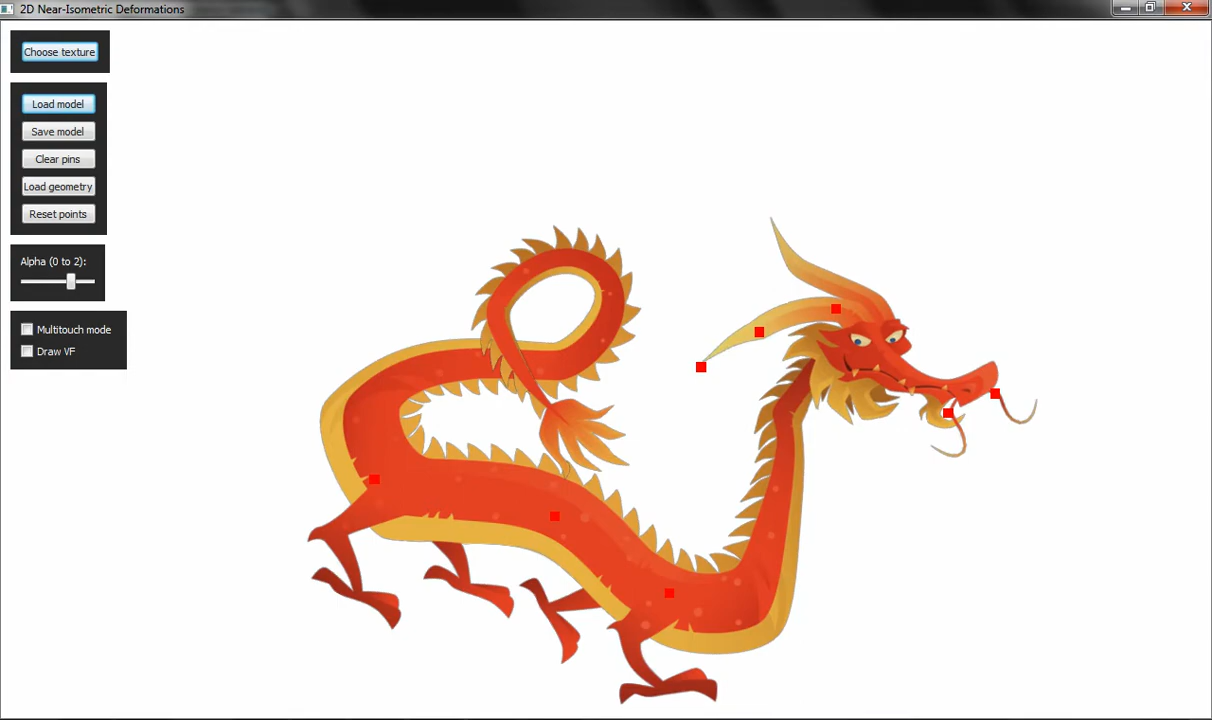 2D Near-Isometric Deformations
Choose texture
Load model
Save model
Clear pins
Load geometry
Reset points
Alpha (0 to 2):
Multitouch mode
Draw VF